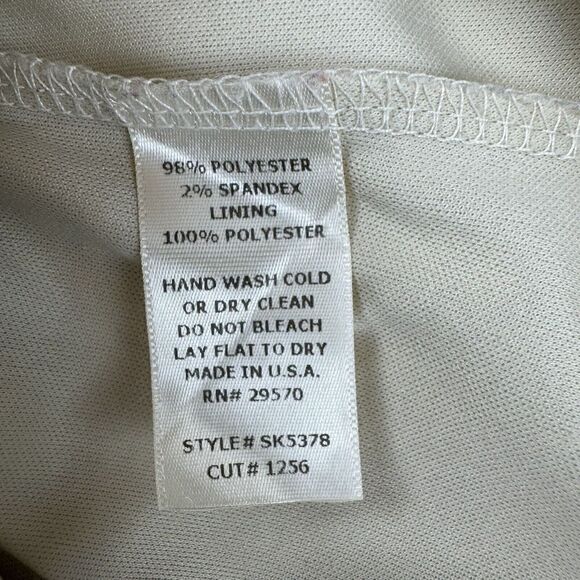 98% POLYESTER
2% SPANDEX
LINING
100% POLYESTER
HAND WASH COLD
OR DRY CLEAN
DO NOT BLEACH
LAY FLAT TO DRY
MADE IN U.S.A.
RN# 29570
STYLE# SK5378
CUT# 1256